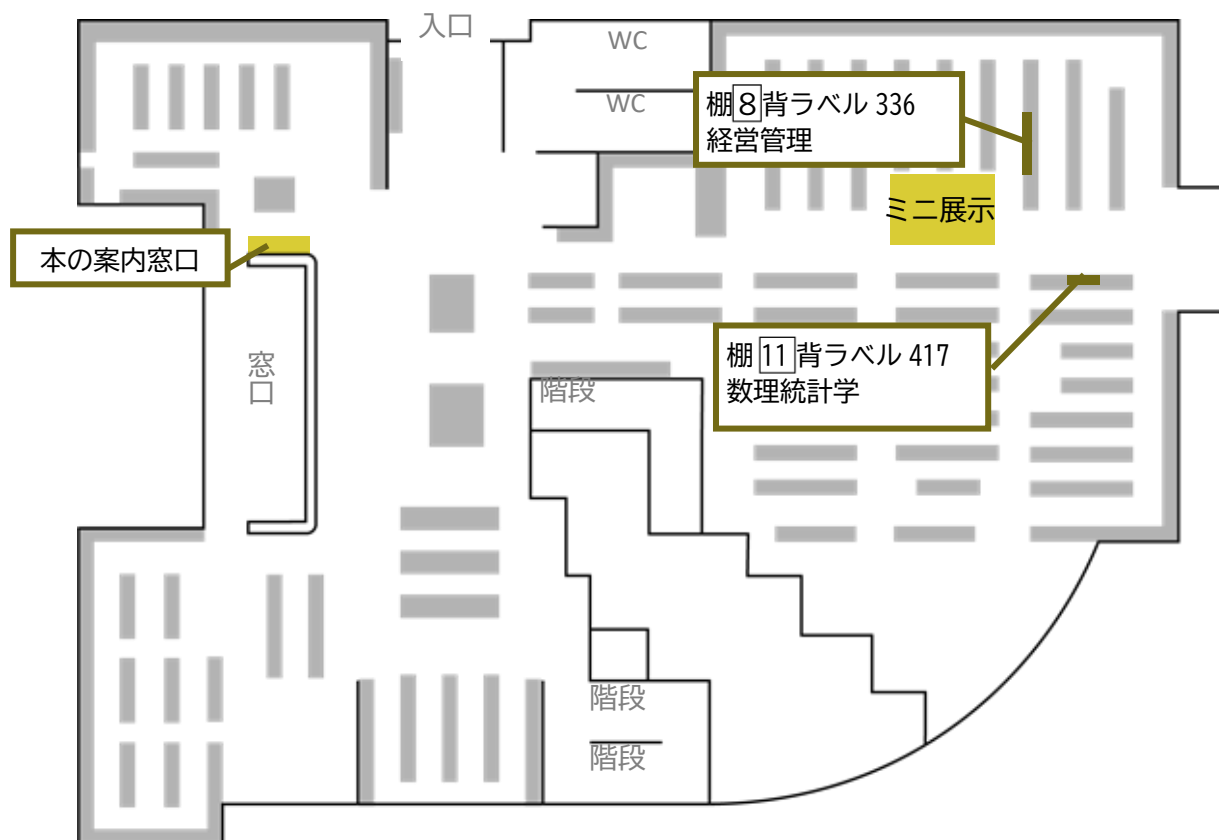 入口
WC
WC
棚8背ラベル 336
経営管理
ミニ展示
本の案内窓口
棚 11背ラベル 417
数理統計学
窓
口
階段
階段
階段